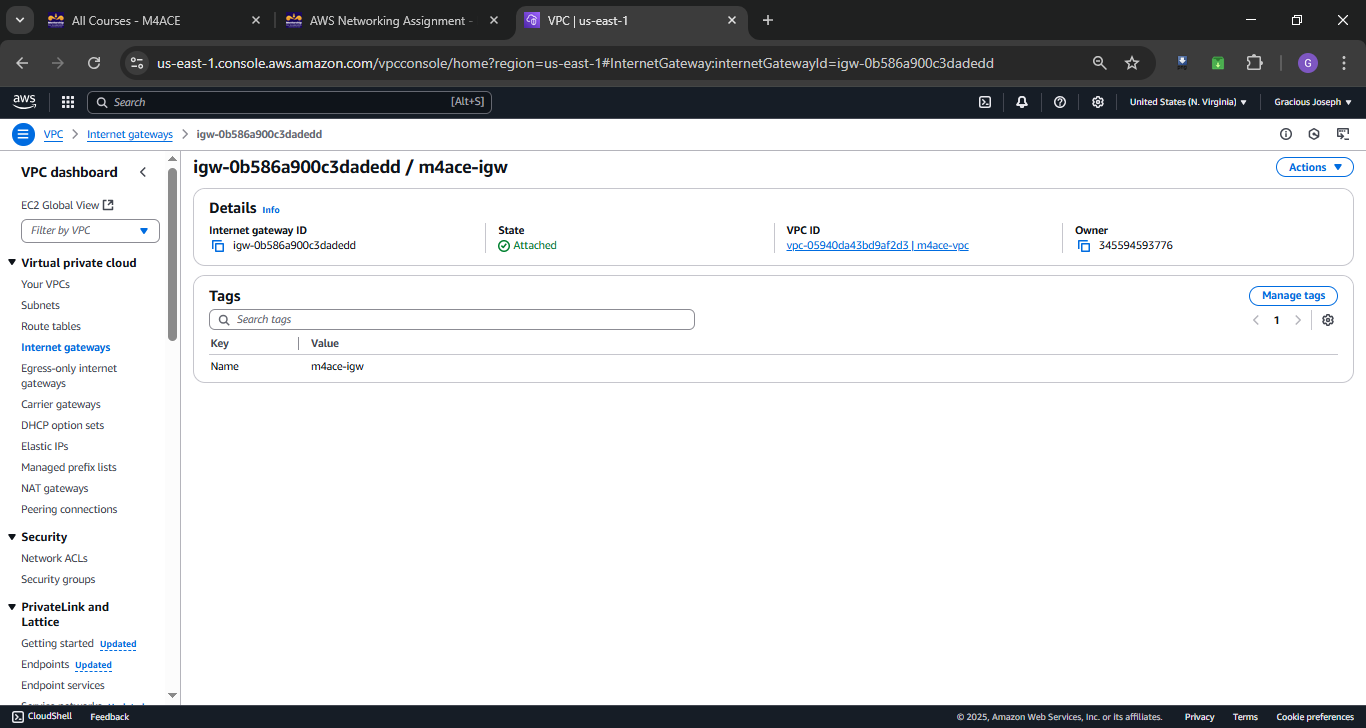 All Courses - M4ACE
AWS Networking Assignment -
VPC | us-east-1
us-east-1.console.aws.amazon.com/vpcconsole/home?region=us-east-1#InternetGateway:internetGatewayId=igw-0b586a900c3dadedd
G
aws
Search
[Alt+S]
United States (N. Virginia)
Gracious Joseph
VPC
Internet gateways
igw-0b586a900c3dadedd
VPC dashboard
EC2 Global View
Filter by VPC
Virtual private cloud
Your VPCs
Subnets
Route tables
Internet gateways
Egress-only internet
gateways
Carrier gateways
DHCP option sets
Elastic IPs
Managed prefix lists
NAT gateways
Peering connections
Security
Network ACLs
Security groups
PrivateLink and
Lattice
Getting started Updated
Endpoints Updated
Endpoint services
igw-0b586a900c3dadedd / m4ace-igw
Actions
Details Info
Internet gateway ID
igw-0b586a900c3dadedd
State
Attached
VPC ID
vpc-05940da43bd9af2d3 | m4ace-vpc
Owner
345594593776
Tags
Manage tags
Search tags
1
Key Value
Name m4ace-igw
CloudShell
Feedback
© 2025, Amazon Web Services, Inc. or its affiliates.
Privacy
Terms
Cookie preferences